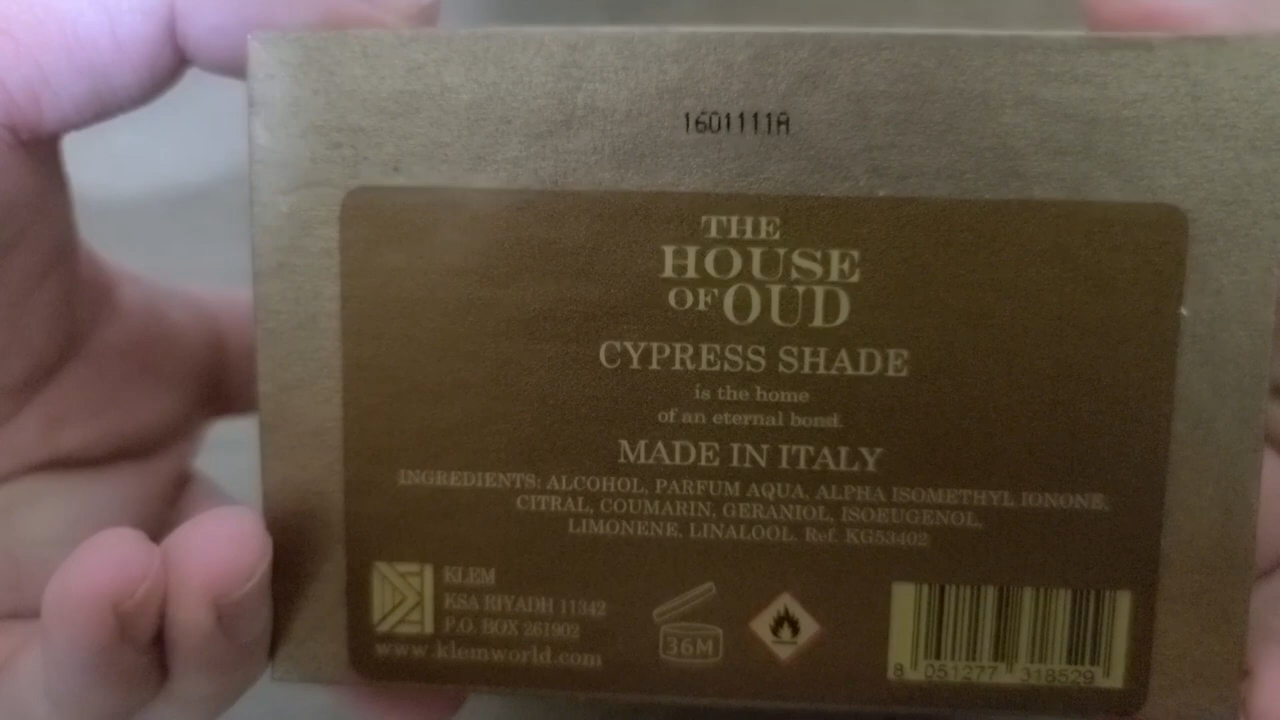 1601111A
THE
HOUSE
OF OUD
CYPRESS SHADE
is the home
of an eternal bond.
MADE IN ITALY
INGREDIENTS: ALCOHOL, PARFUM AQUA, ALPHA ISOMETHYL IONONE,
CITRAL, COUMARIN, GERANIOL, ISOEUGENOL,
LIMONENE, LINALOOL. Ref. KG53402
KLEM
KSA RIYADH 11342
P.O. BOX 261902
www.klemworld.com
36M
8 051277 318529